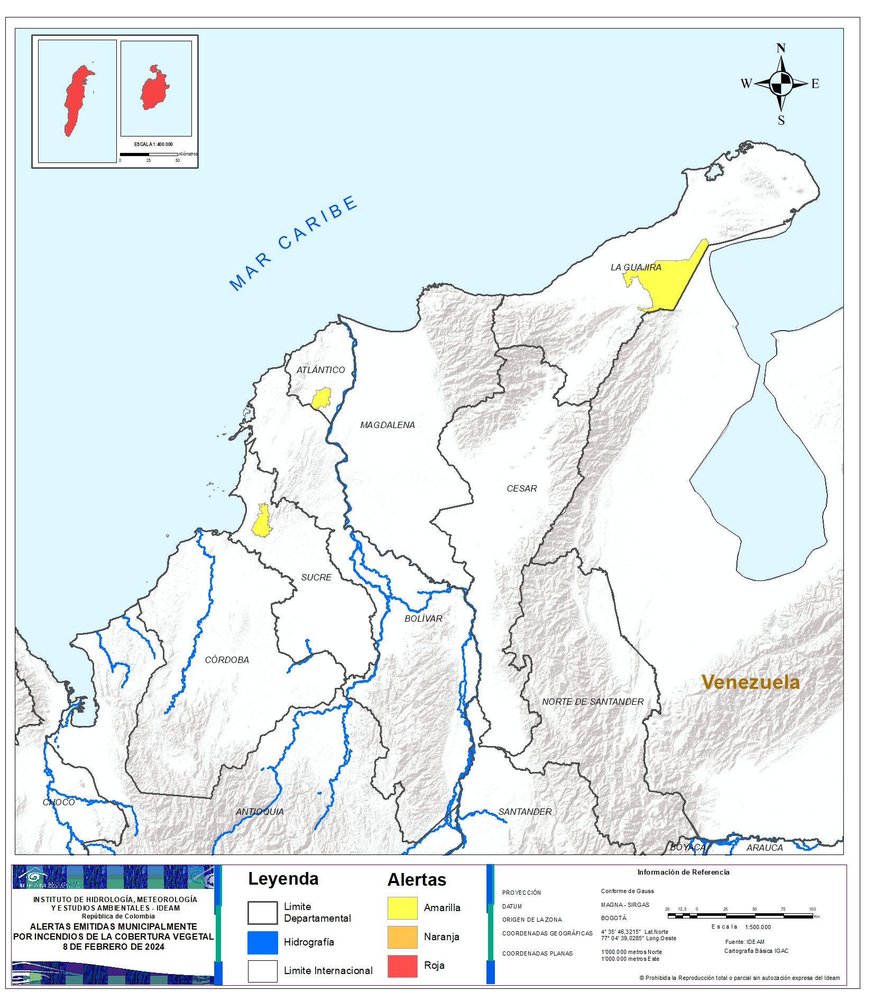 N
W E
S
ESCALA 1:400.000
Kilómetros
0 25 50
MAR CARIBE
LA GUAJIRA
ATLÁNTICO
MAGDALENA
CESAR
SUCRE
BOLÍVAR
CÓRDOBA
Venezuela
NORTE DE SANTANDER
CHOCÓ
ANTIOQUIA
SANTANDER
BOYACÁ
ARAUCA
IDEAM
INSTITUTO DE HIDROLOGÍA, METEOROLOGÍA
Y ESTUDIOS AMBIENTALES - IDEAM
República de Colombia
ALERTAS EMITIDAS MUNICIPALMENTE
POR INCENDIOS DE LA COBERTURA VEGETAL
8 DE FEBRERO DE 2024
Leyenda
Limite
Departamental
Hidrografía
Limite Internacional
Alertas
Amarilla
Naranja
Roja
Información de Referencia
PROYECCIÓN Conforme de Gauss
DATUM MAGNA - SIRGAS
ORIGEN DE LA ZONA BOGOTÁ
COORDENADAS GEOGRÁFICAS 4° 35' 46,3215" Lat.Norte
77° 04' 39,0285" Long.Oeste
COORDENADAS PLANAS 1'000.000 metros Norte
1'000.000 metros Este
25 12,5 0 25 50 75 100
Km
Escala 1:500.000
Fuente: IDEAM
Cartografía Básica IGAC
© Prohibida la Reproducción total o parcial sin autozación expresa del Ideam